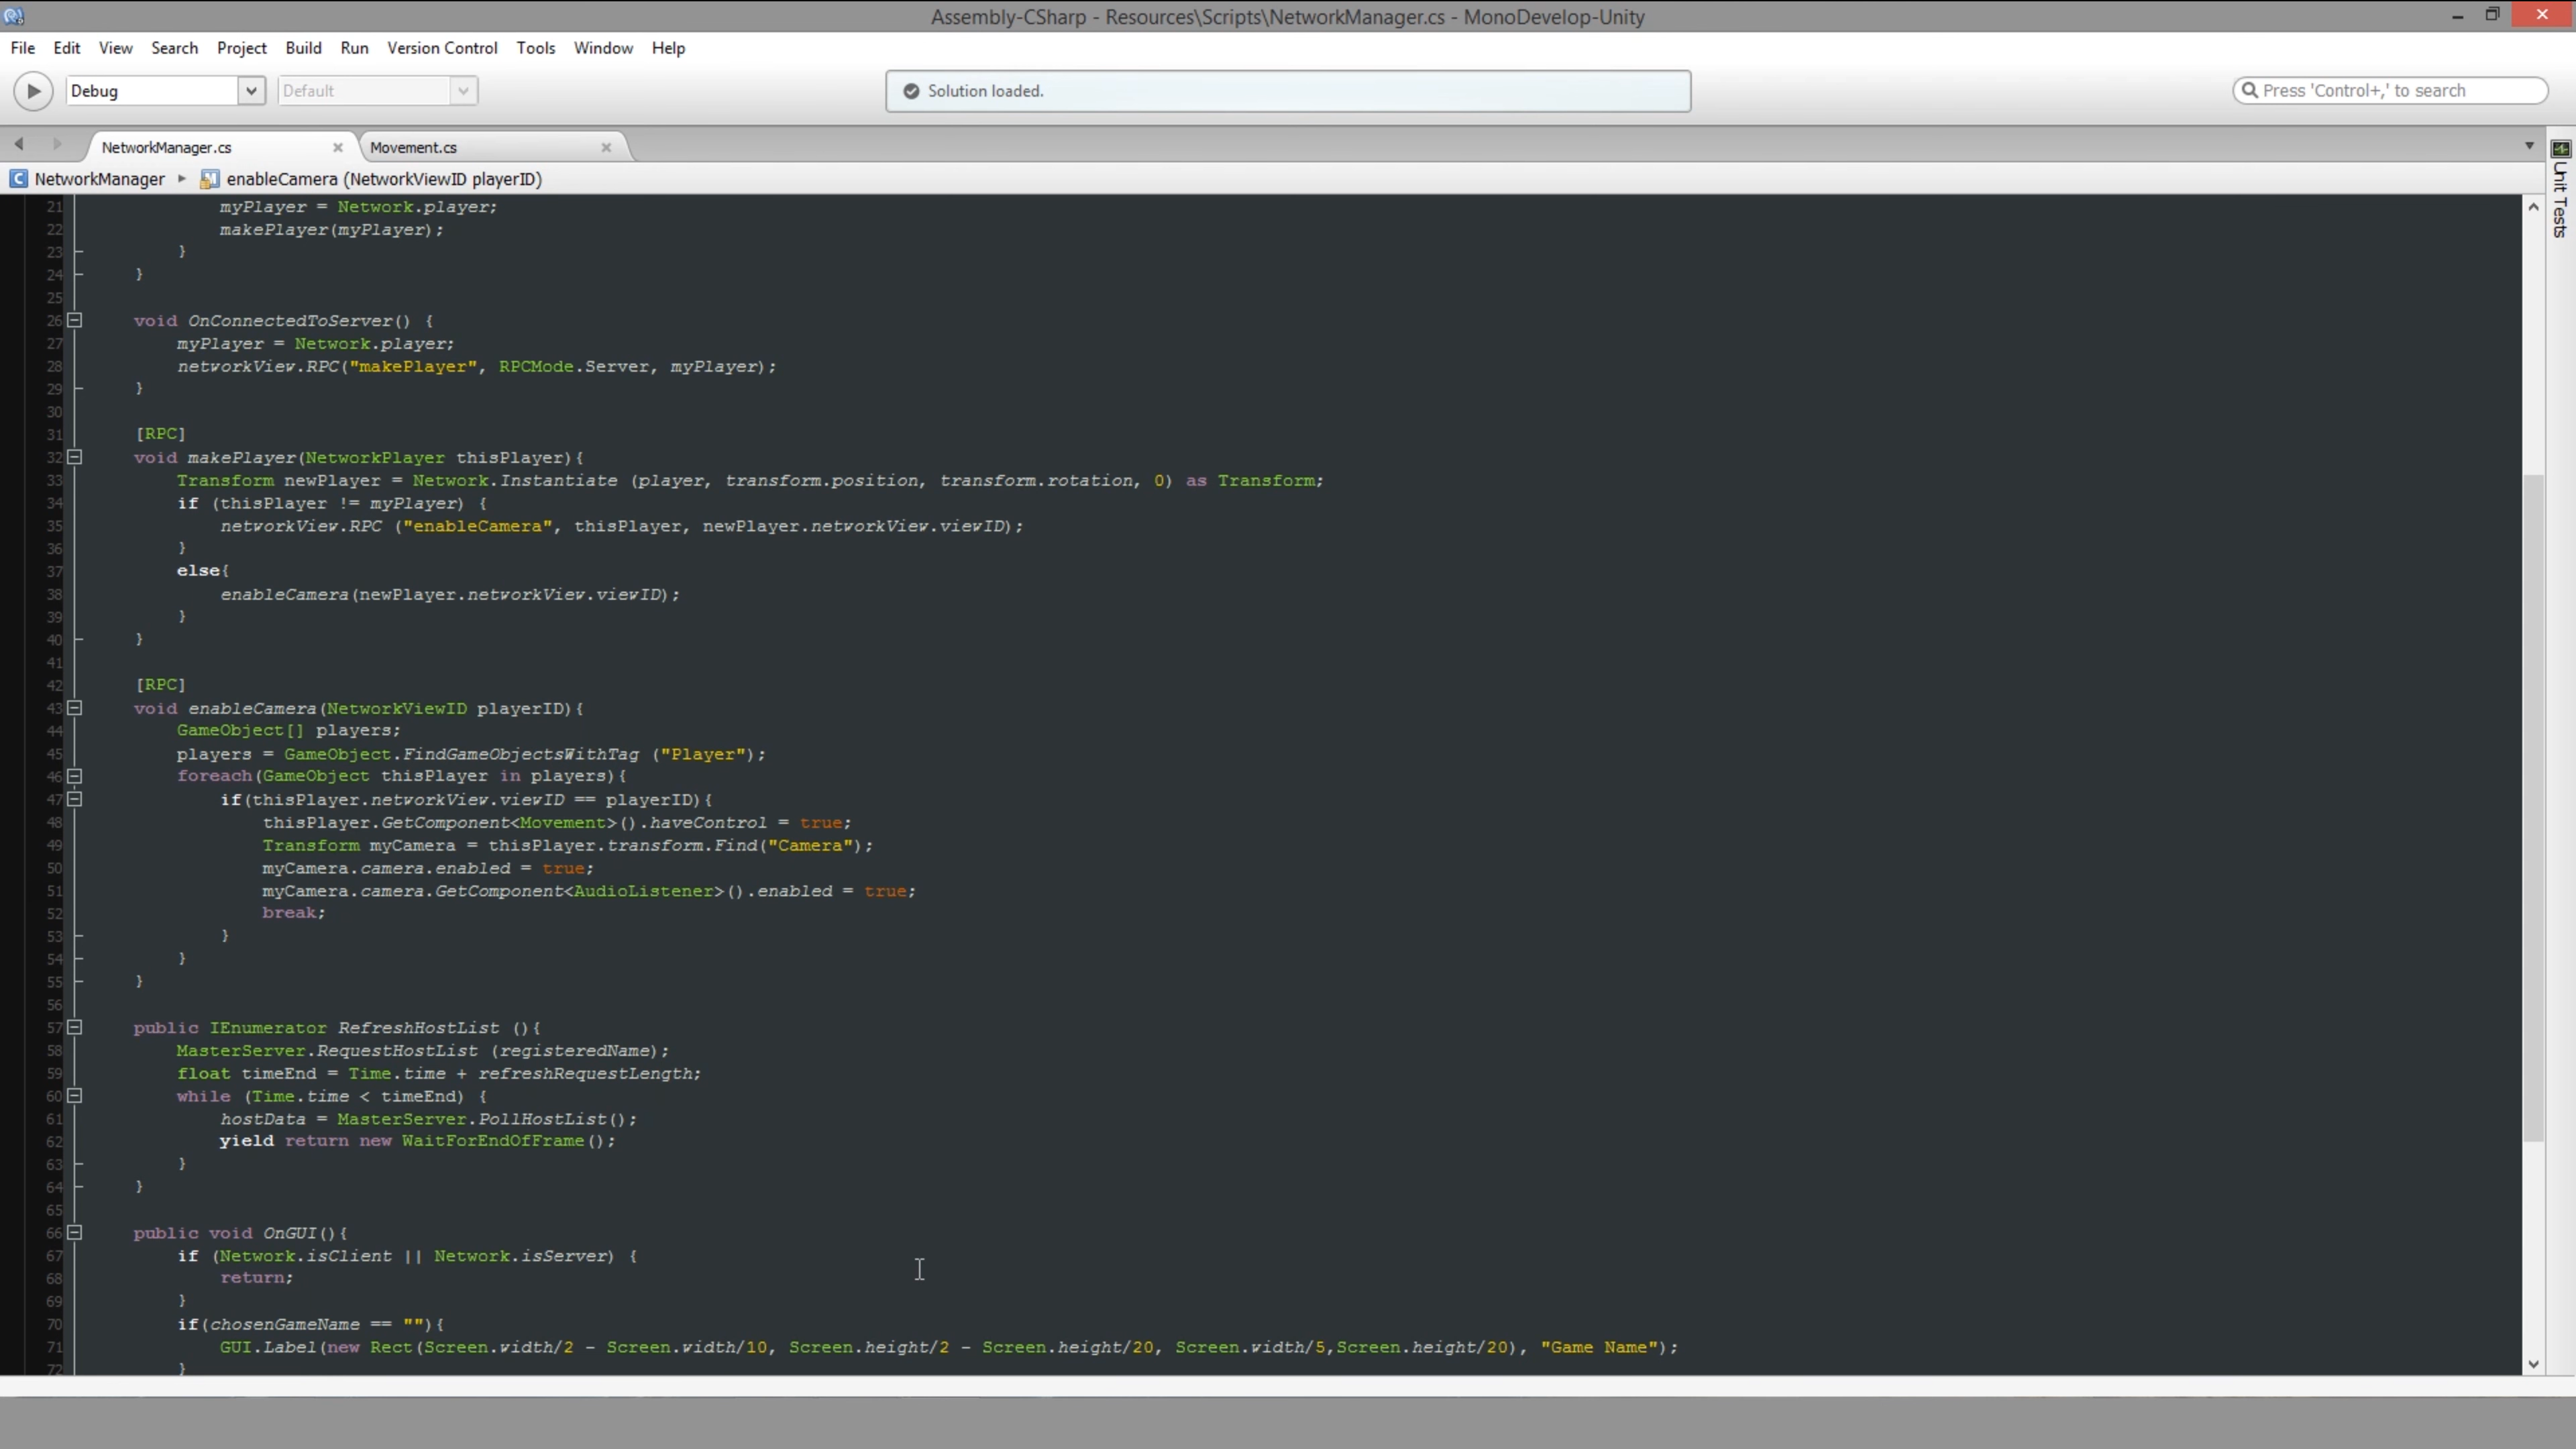 Assembly-CSharp - Resources\Scripts\NetworkManager.cs - MonoDevelop-Unity
File Edit View Search Project Build Run Version Control Tools Window Help
Debug Default Solution loaded. Press 'Control+,' to search
NetworkManager.cs Movement.cs
NetworkManager enableCamera (NetworkViewID playerID)
Unit Tests
21 myPlayer = Network.player;
22 makePlayer(myPlayer);
23 }
24 }
25
26 void OnConnectedToServer() {
27 myPlayer = Network.player;
28 networkView.RPC("makePlayer", RPCMode.Server, myPlayer);
29 }
30
31 [RPC]
32 void makePlayer(NetworkPlayer thisPlayer){
33 Transform newPlayer = Network.Instantiate (player, transform.position, transform.rotation, 0) as Transform;
34 if (thisPlayer != myPlayer) {
35 networkView.RPC ("enableCamera", thisPlayer, newPlayer.networkView.viewID);
36 }
37 else{
38 enableCamera(newPlayer.networkView.viewID);
39 }
40 }
41
42 [RPC]
43 void enableCamera(NetworkViewID playerID){
44 GameObject[] players;
45 players = GameObject.FindGameObjectsWithTag ("Player");
46 foreach(GameObject thisPlayer in players){
47 if(thisPlayer.networkView.viewID == playerID){
48 thisPlayer.GetComponent<Movement>().haveControl = true;
49 Transform myCamera = thisPlayer.transform.Find("Camera");
50 myCamera.camera.enabled = true;
51 myCamera.camera.GetComponent<AudioListener>().enabled = true;
52 break;
53 }
54 }
55 }
56
57 public IEnumerator RefreshHostList (){
58 MasterServer.RequestHostList (registeredName);
59 float timeEnd = Time.time + refreshRequestLength;
60 while (Time.time < timeEnd) {
61 hostData = MasterServer.PollHostList();
62 yield return new WaitForEndOfFrame();
63 }
64 }
65
66 public void OnGUI(){
67 if (Network.isClient || Network.isServer) {
68 return;
69 }
70 if(chosenGameName == ""){
71 GUI.Label(new Rect(Screen.width/2 - Screen.width/10, Screen.height/2 - Screen.height/20, Screen.width/5,Screen.height/20), "Game Name");
72 }